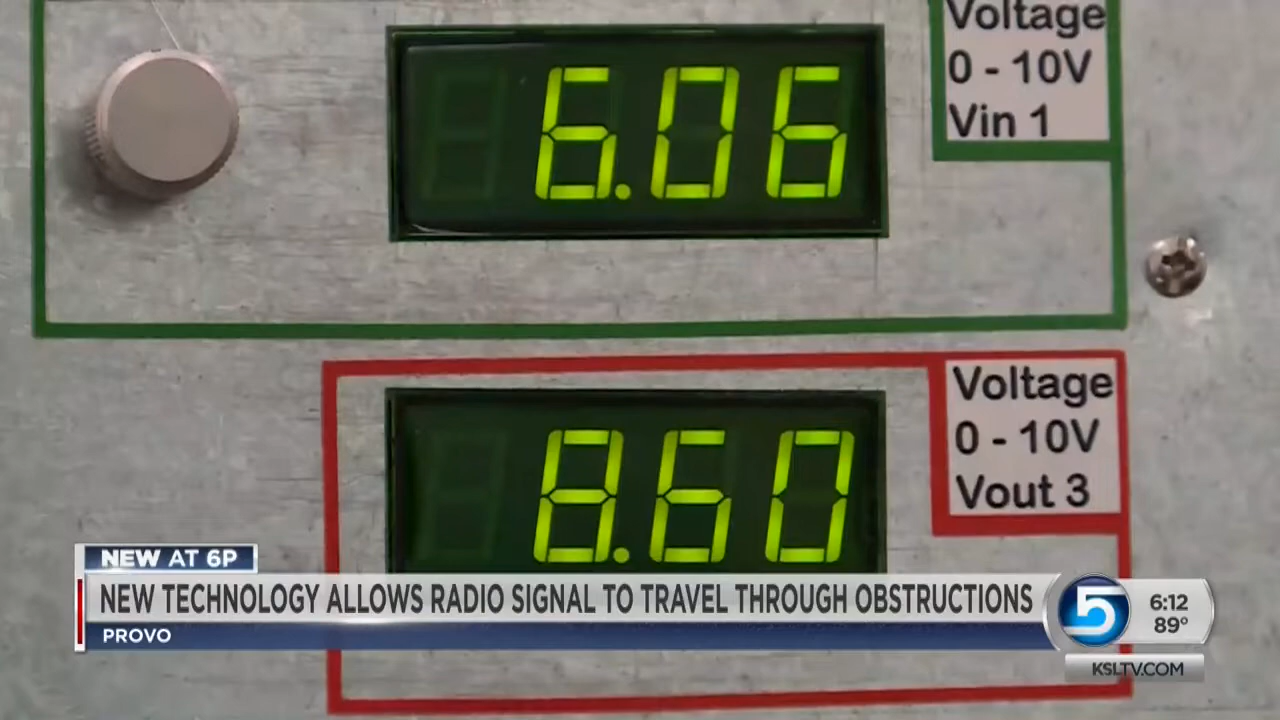 Voltage
0 - 10V
Vin 1
6.06
Voltage
0 - 10V
Vout 3
8.60
NEW AT 6P
NEW TECHNOLOGY ALLOWS RADIO SIGNAL TO TRAVEL THROUGH OBSTRUCTIONS
PROVO
5
6:12
89°
KSLTV.COM